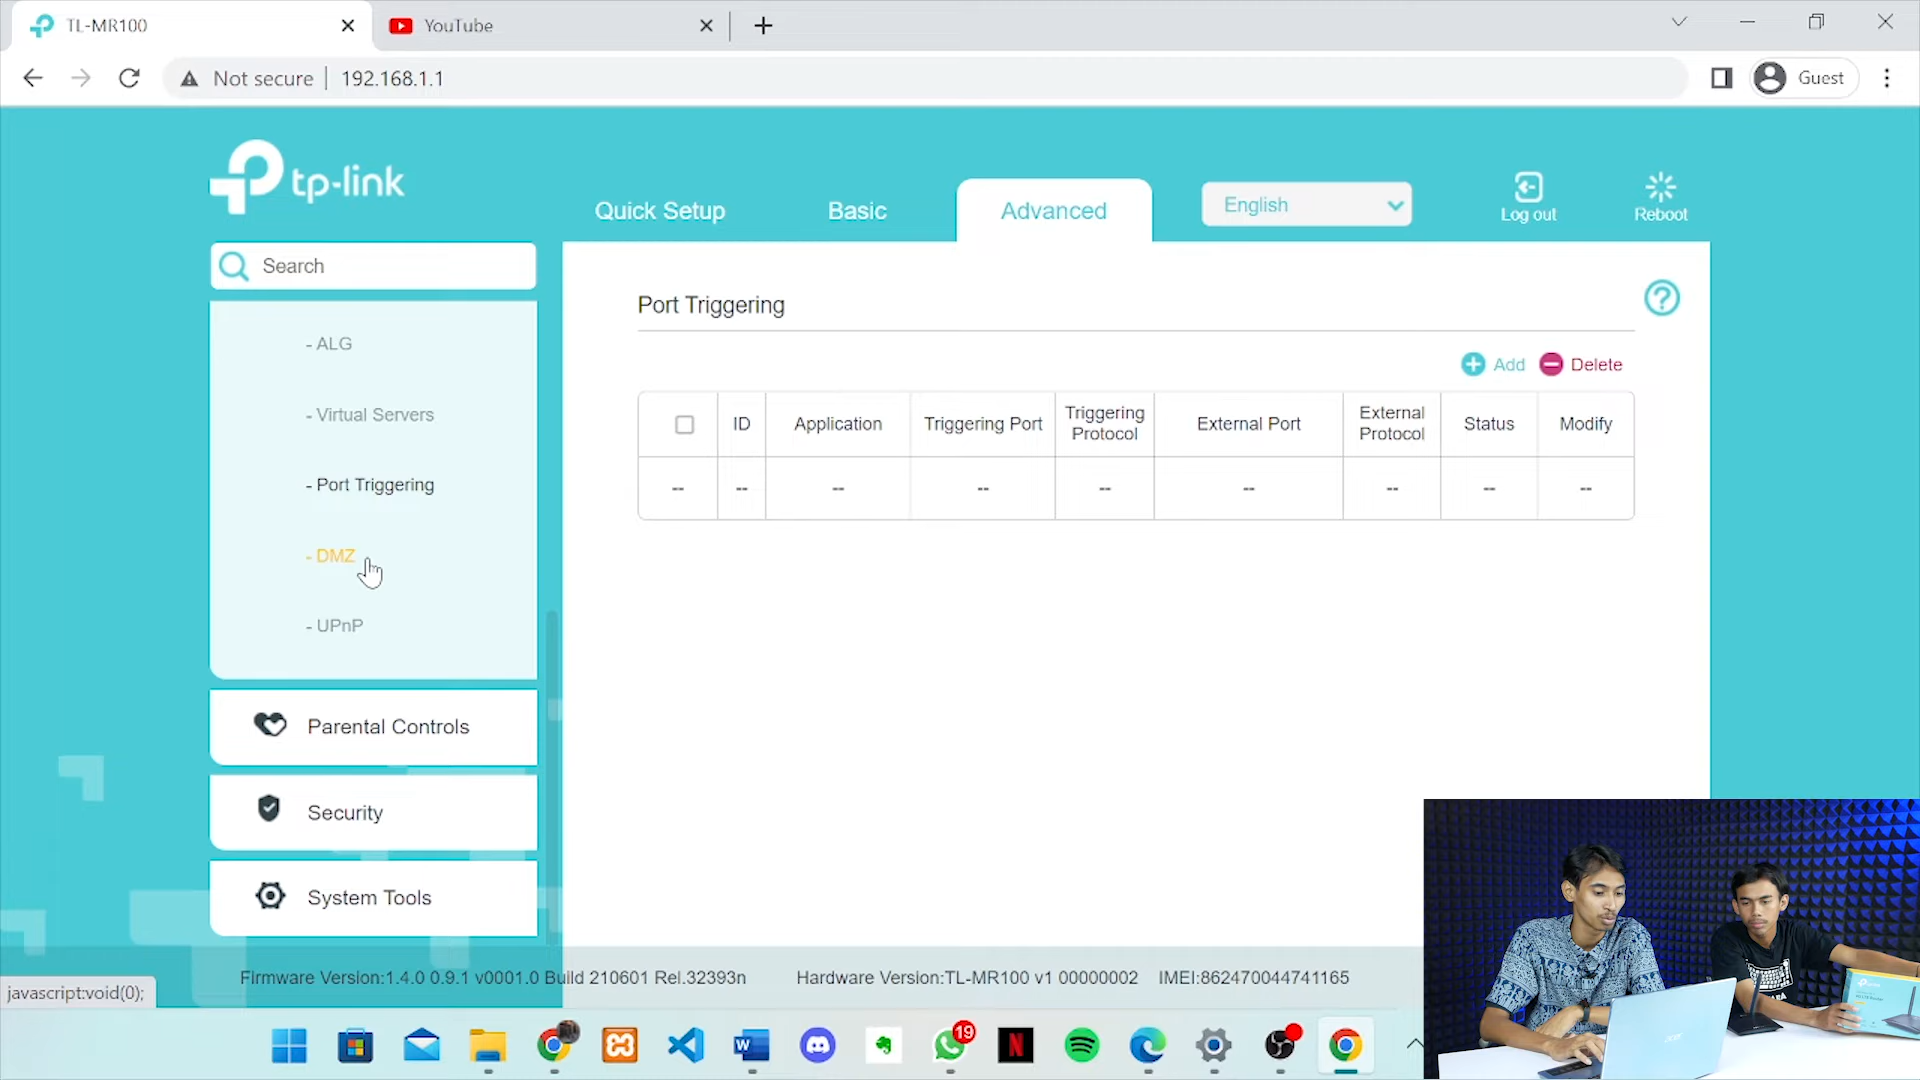 TL-MR100
YouTube
Not secure
192.168.1.1
Guest
tp-link
Quick Setup
Basic
Advanced
English
Log out
Reboot
Search
- ALG
- Virtual Servers
- Port Triggering
- DMZ
- UPnP
Parental Controls
Security
System Tools
Port Triggering
Add
Delete
ID
Application
Triggering Port
Triggering Protocol
External Port
External Protocol
Status
Modify
-- -- -- -- -- -- -- -- --
Firmware Version:1.4.0 0.9.1 v0001.0 Build 210601 Rel.32393n
Hardware Version:TL-MR100 v1 00000002
IMEI:862470044741165
javascript:void(0);
19
acer